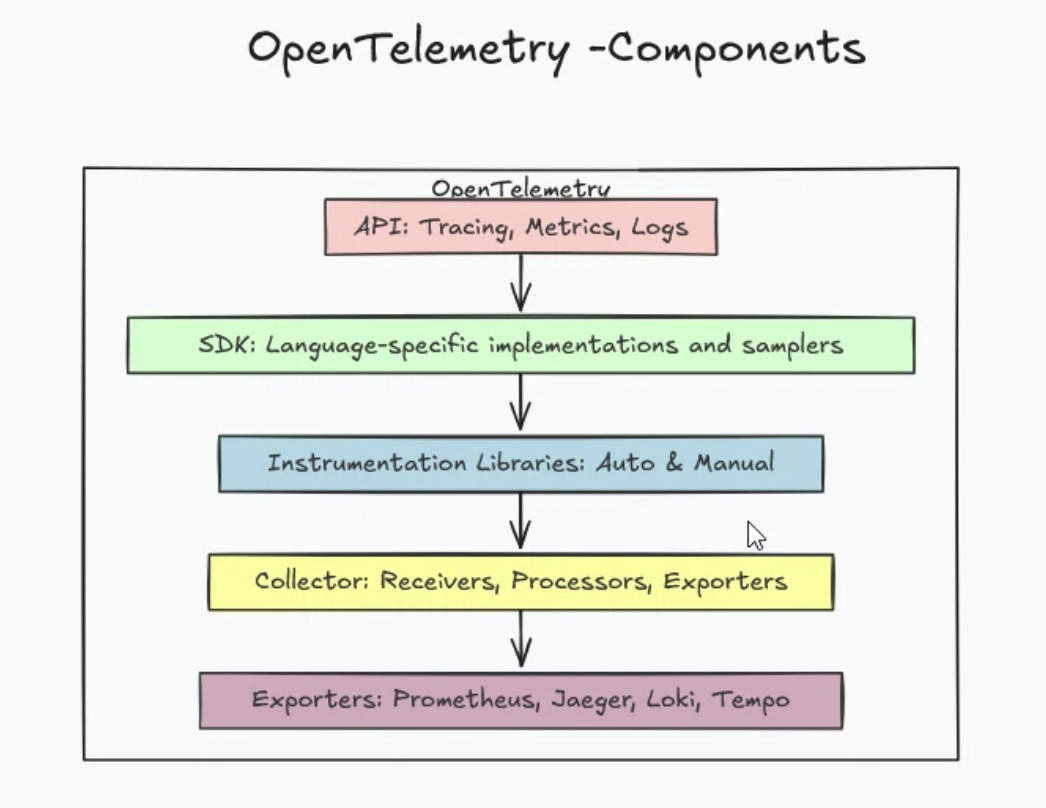 OpenTelemetry -Components
OpenTelemetry
API: Tracing, Metrics, Logs
SDK: Language-specific implementations and samplers
Instrumentation Libraries: Auto & Manual
Collector: Receivers, Processors, Exporters
Exporters: Prometheus, Jaeger, Loki, Tempo